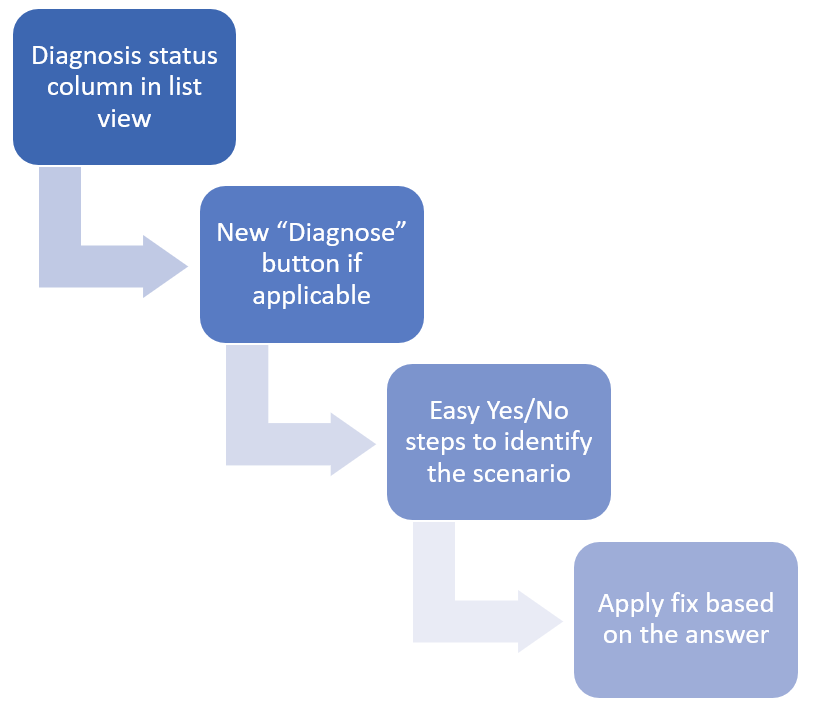 Diagnosis status
column in list
view
New “Diagnose”
button if
applicable
Easy Yes/No
steps to identify
the scenario
Apply fix based
on the answer